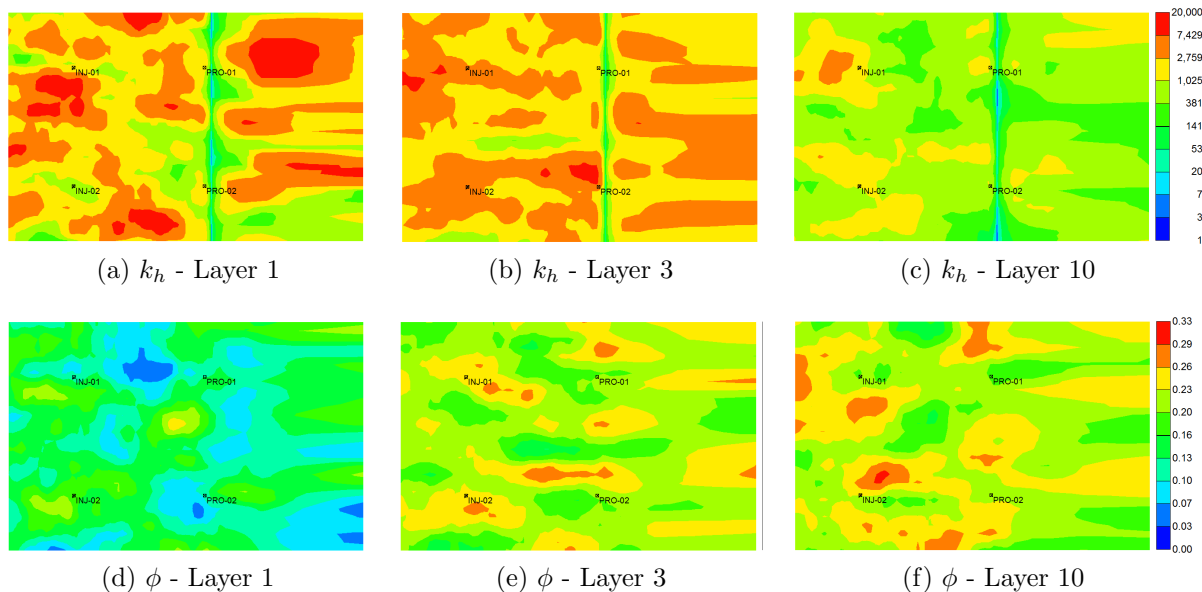 INJ-01
PRO-01
INJ-02
PRO-02
INJ-01
PRO-01
INJ-02
PRO-02
INJ-01
PRO-01
INJ-02
PRO-02
20,000
7,429
2,759
1,025
381
141
53
20
7
3
1
(a) k_h - Layer 1
(b) k_h - Layer 3
(c) k_h - Layer 10
INJ-01
PRO-01
INJ-02
PRO-02
INJ-01
PRO-01
INJ-02
PRO-02
INJ-01
PRO-01
INJ-02
PRO-02
0.33
0.29
0.26
0.23
0.20
0.16
0.13
0.10
0.07
0.03
0.00
(d) ϕ - Layer 1
(e) ϕ - Layer 3
(f) ϕ - Layer 10